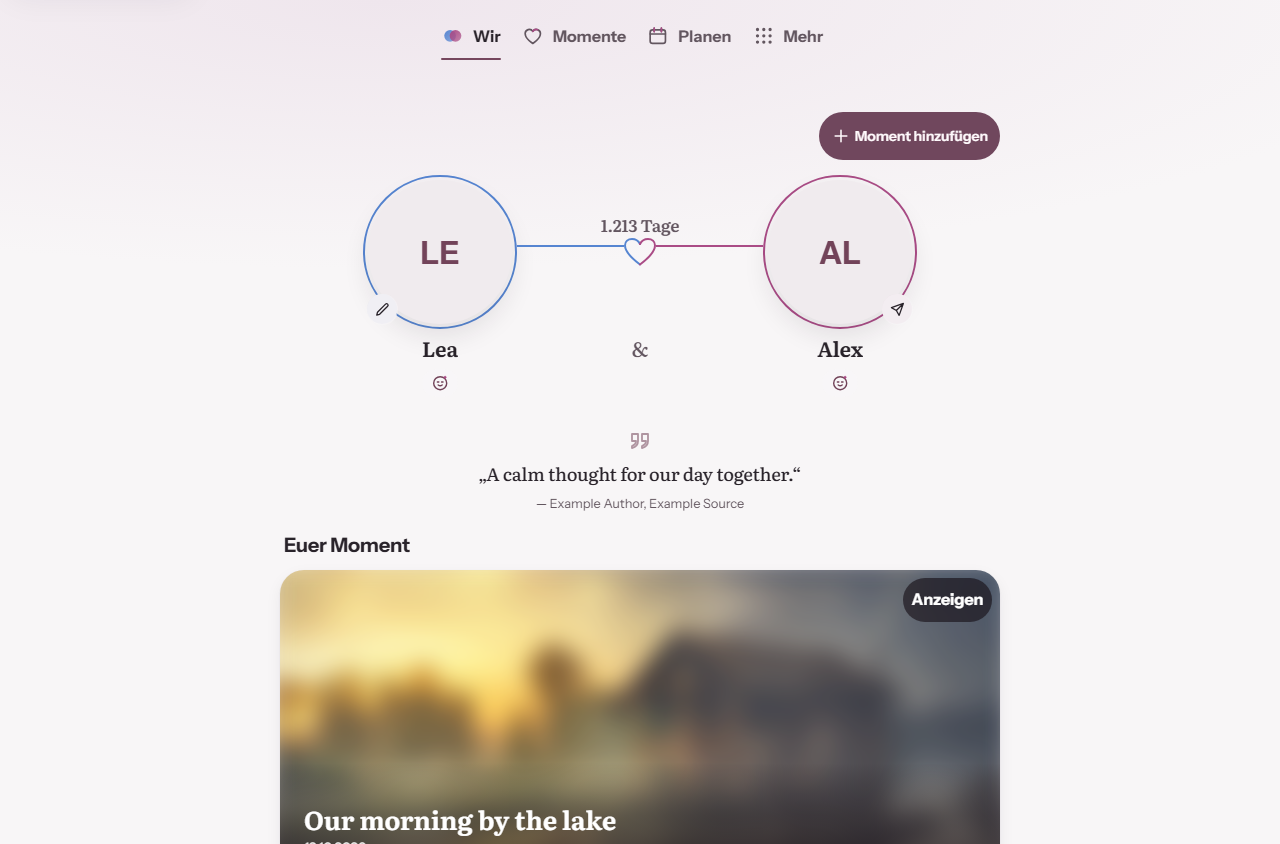 Wir Momente Planen Mehr
Moment hinzufügen
1.213 Tage
LE AL
Lea & Alex
„A calm thought for our day together.“
— Example Author, Example Source
Euer Moment
Anzeigen
Our morning by the lake